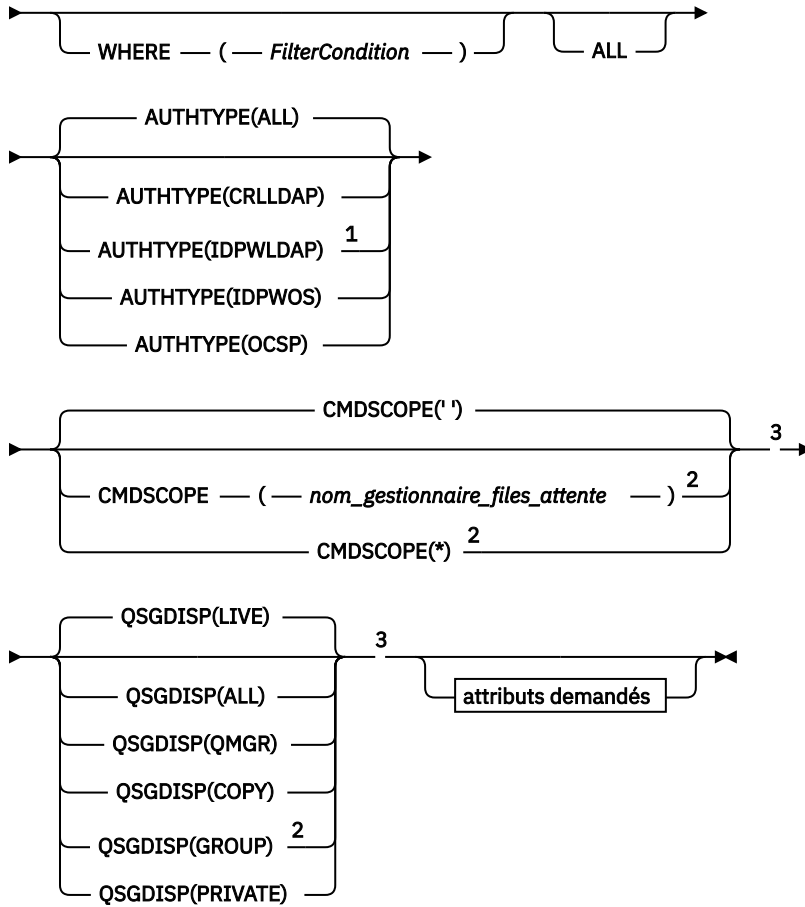 WHERE ( FilterCondition ) ALL
AUTHTYPE(ALL)
AUTHTYPE(CRLLDAP)
AUTHTYPE(IDPWLDAP) 1
AUTHTYPE(IDPWOS)
AUTHTYPE(OCSP)
CMDSCOPE(' ')
3
CMDSCOPE ( nom_gestionnaire_files_attente ) 2
CMDSCOPE(*) 2
QSGDISP(LIVE)
3
QSGDISP(ALL)
attributs demandés
QSGDISP(QMGR)
QSGDISP(COPY)
QSGDISP(GROUP) 2
QSGDISP(PRIVATE)